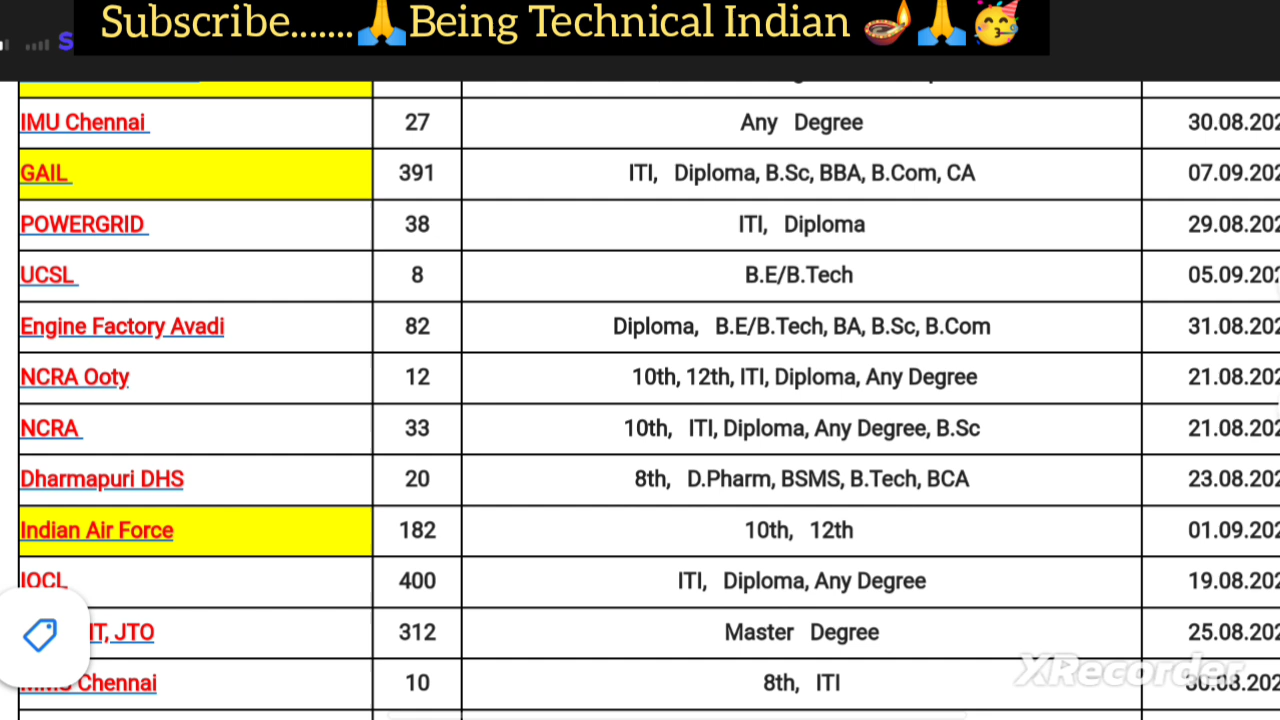 Subscribe.......🙏Being Technical Indian 🪔🙏🥳
IMU Chennai 27 Any Degree 30.08.202
GAIL 391 ITI, Diploma, B.Sc, BBA, B.Com, CA 07.09.202
POWERGRID 38 ITI, Diploma 29.08.202
UCSL 8 B.E/B.Tech 05.09.202
Engine Factory Avadi 82 Diploma, B.E/B.Tech, BA, B.Sc, B.Com 31.08.202
NCRA Ooty 12 10th, 12th, ITI, Diploma, Any Degree 21.08.202
NCRA 33 10th, ITI, Diploma, Any Degree, B.Sc 21.08.202
Dharmapuri DHS 20 8th, D.Pharm, BSMS, B.Tech, BCA 23.08.202
Indian Air Force 182 10th, 12th 01.09.202
IOCL 400 ITI, Diploma, Any Degree 19.08.202
JTO 312 Master Degree 25.08.202
Chennai 10 8th, ITI 30.08.202
XRecorder